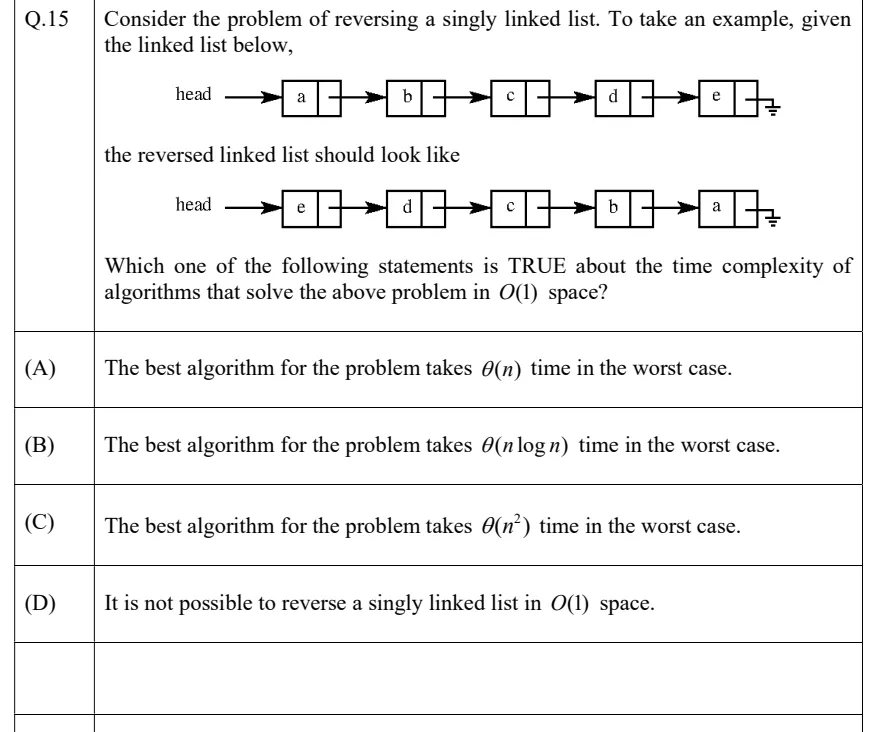 Q.15 Consider the problem of reversing a singly linked list. To take an example, given
the linked list below,
head a b c d e
the reversed linked list should look like
head e d c b a
Which one of the following statements is TRUE about the time complexity of
algorithms that solve the above problem in O(1) space?
(A) The best algorithm for the problem takes θ(n) time in the worst case.
(B) The best algorithm for the problem takes θ(n log n) time in the worst case.
(C) The best algorithm for the problem takes θ(n²) time in the worst case.
(D) It is not possible to reverse a singly linked list in O(1) space.